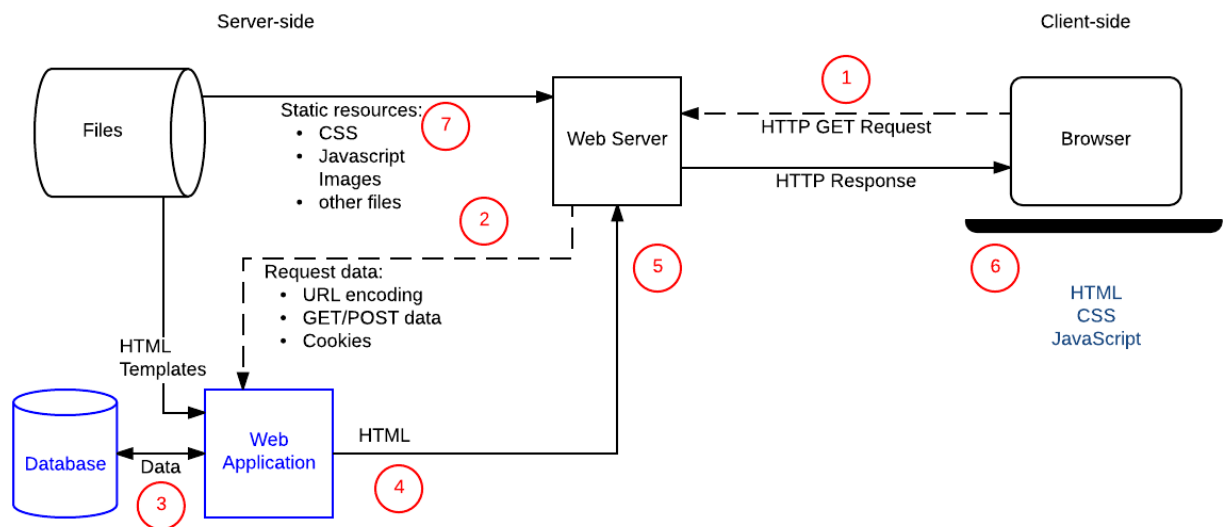 Server-side
Client-side
1
Files
Static resources:
• CSS
• Javascript
Images
• other files
7
Web Server
HTTP GET Request
HTTP Response
Browser
2
5
6
Request data:
• URL encoding
• GET/POST data
• Cookies
HTML
CSS
JavaScript
HTML
Templates
Database
Data
3
Web
Application
HTML
4